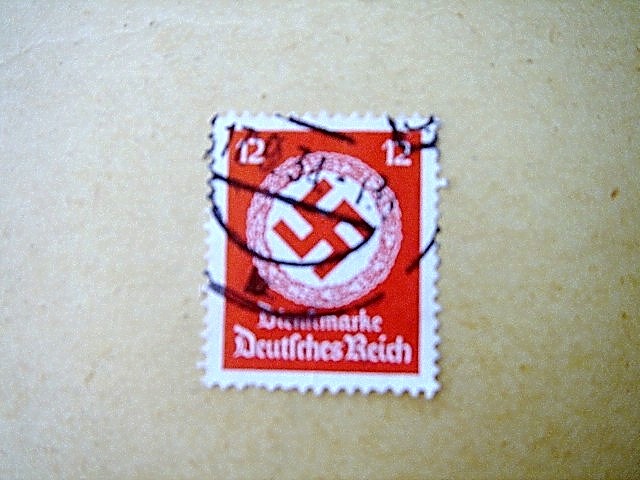 12 12
Dienstmarke
Deutsches Reich